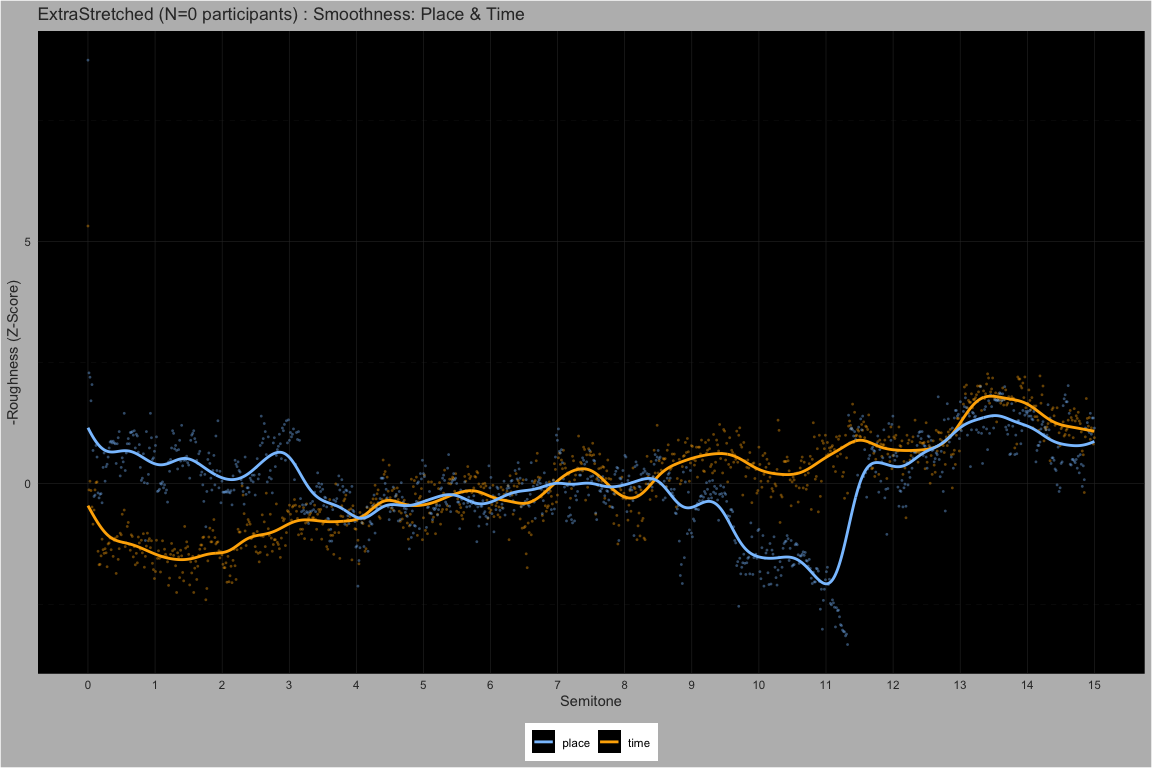 ExtraStretched (N=0 participants) : Smoothness: Place & Time
-Roughness (Z-Score)
5
0
0 1 2 3 4 5 6 7 8 9 10 11 12 13 14 15
Semitone
place time